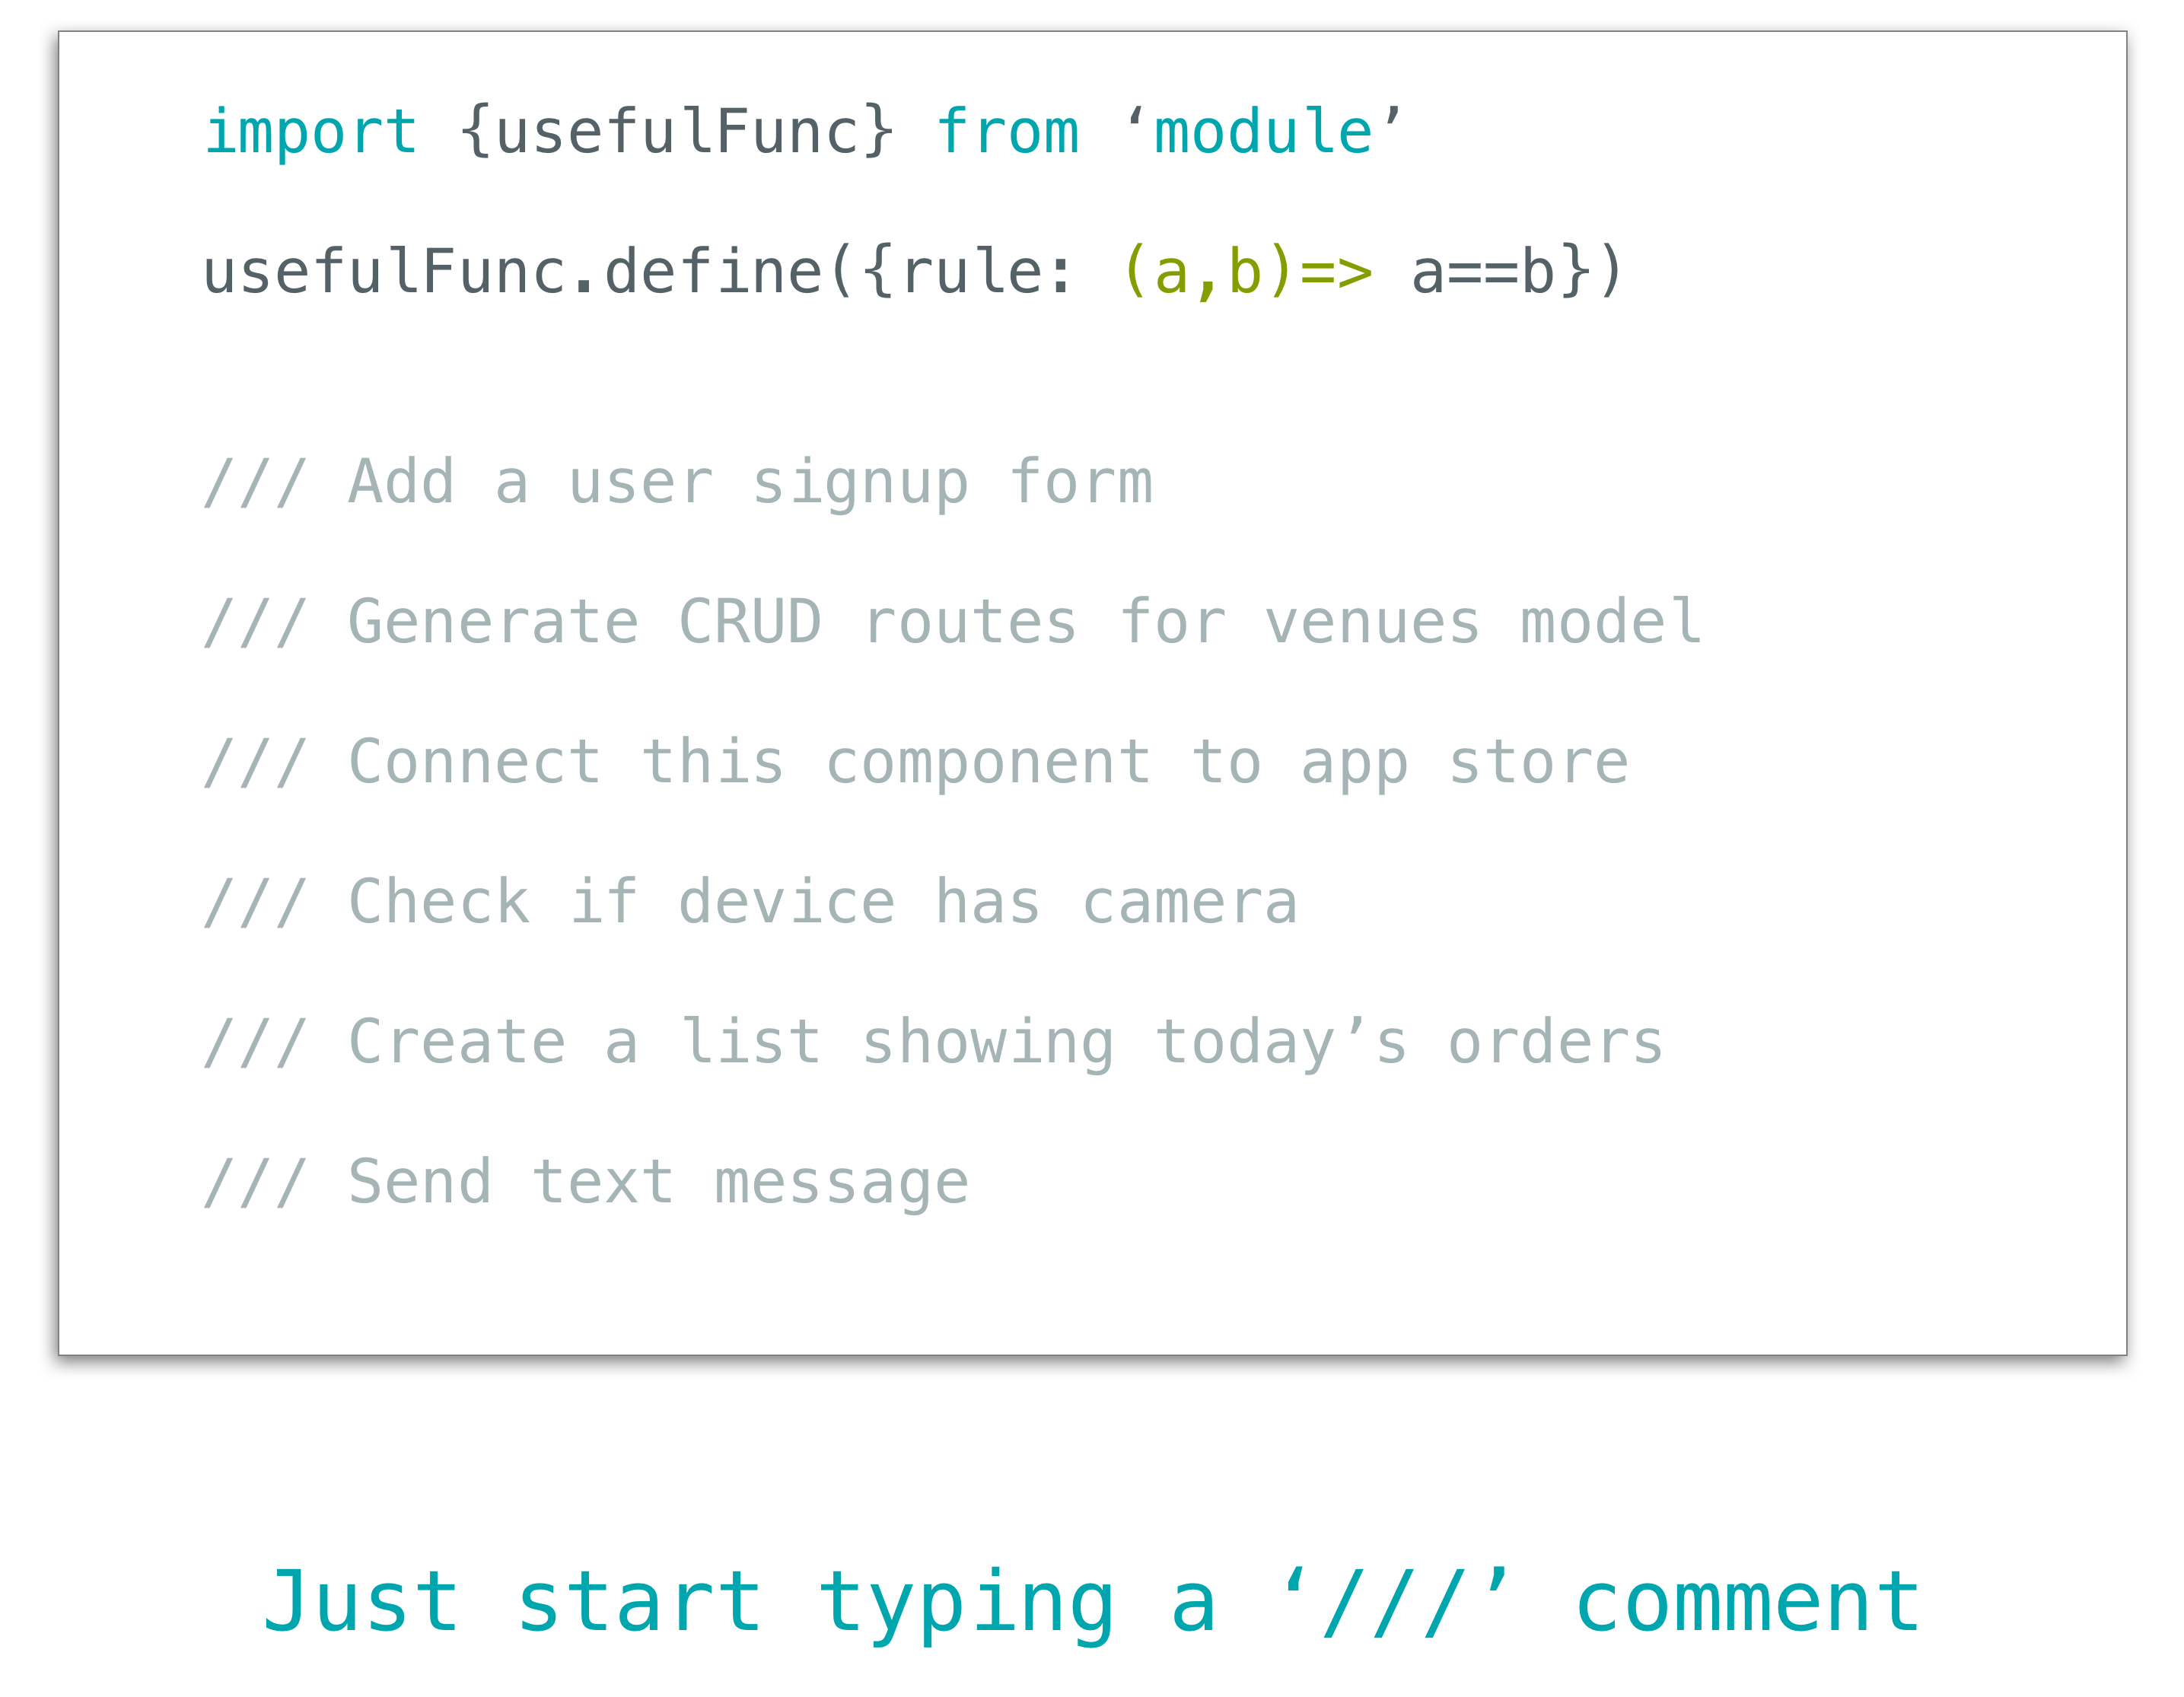 import {usefulFunc} from ‘module’
usefulFunc.define({rule: (a,b)=> a==b})
/// Add a user signup form
/// Generate CRUD routes for venues model
/// Connect this component to app store
/// Check if device has camera
/// Create a list showing today’s orders
/// Send text message
Just start typing a ‘///’ comment